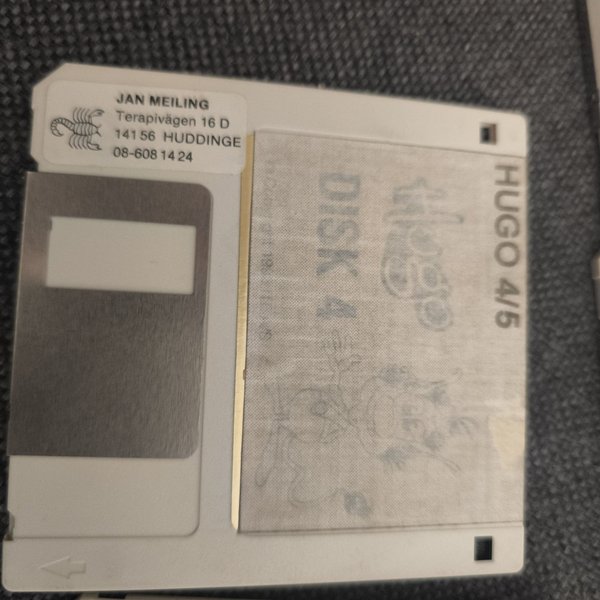 JAN MEILING
Terapivägen 16 D
141 56 HUDDINGE
08-608 14 24
HUGO 4/5
Hugo
DISK 4